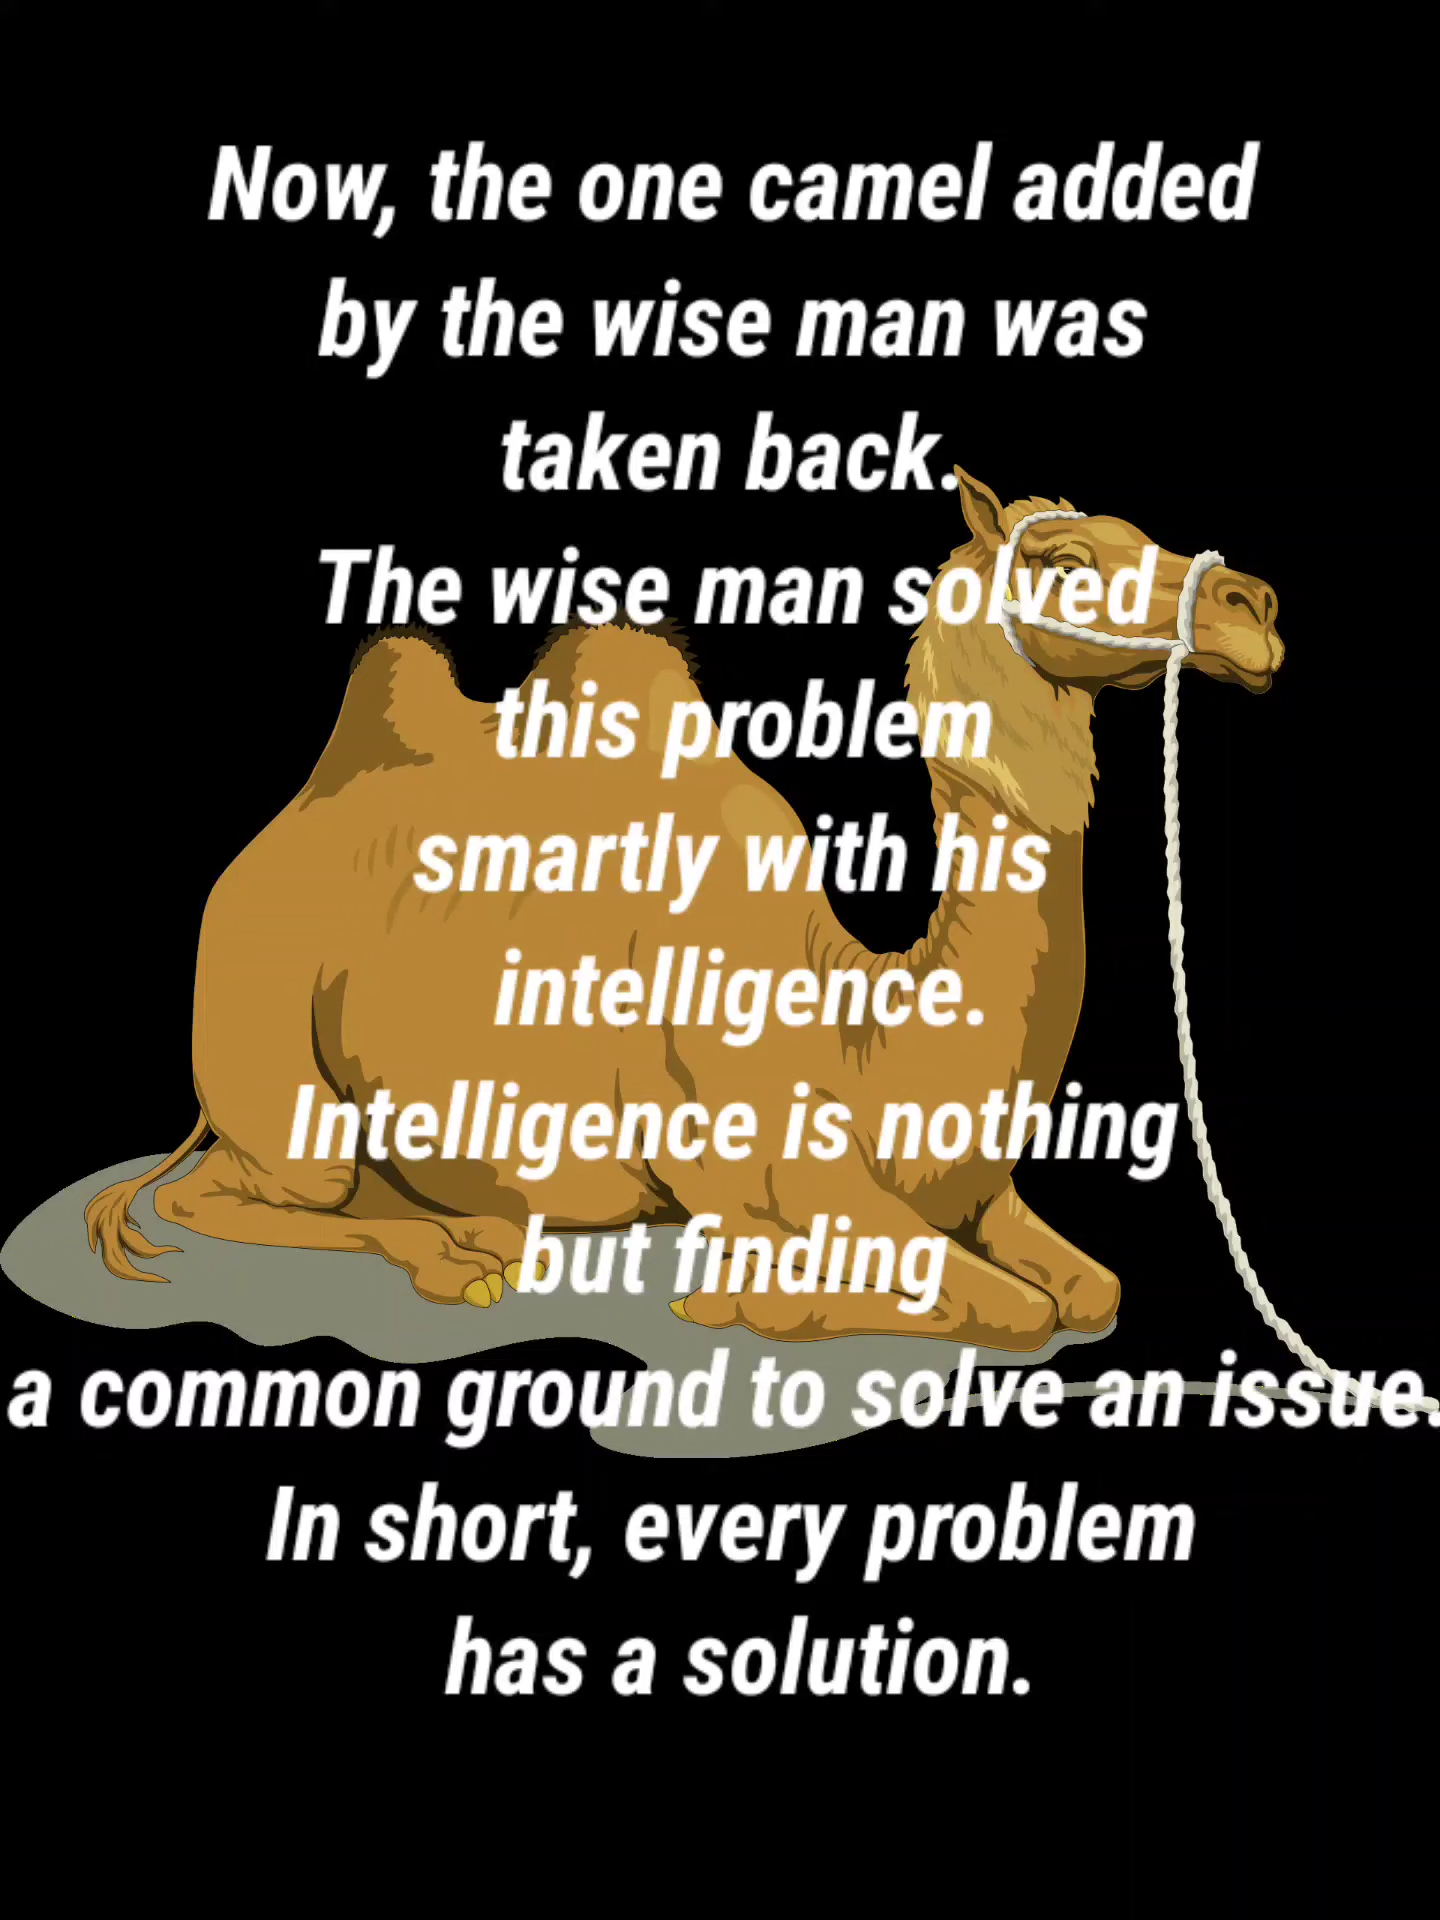 Now, the one camel added
by the wise man was
taken back.
The wise man solved
this problem
smartly with his
intelligence.
Intelligence is nothing
but finding
a common ground to solve an issue.
In short, every problem
has a solution.